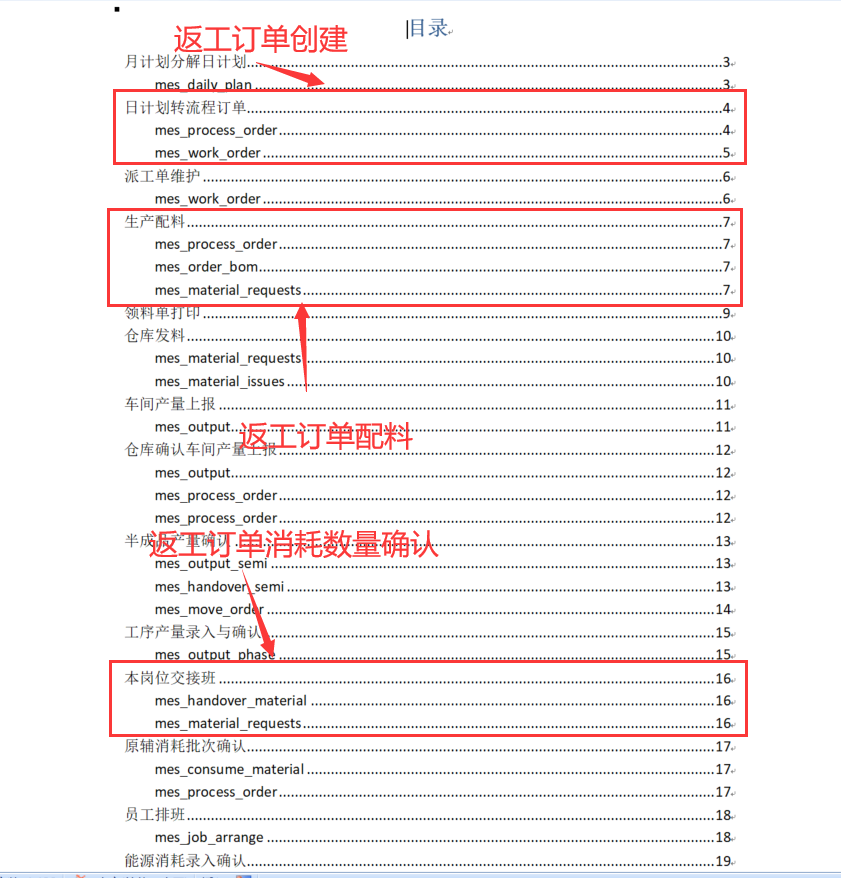 目录
返工订单创建
月计划分解日计划........3
mes_daily_plan........3
日计划转流程订单........4
mes_process_order........4
mes_work_order........5
派工单维护........6
mes_work_order........6
生产配料........7
mes_process_order........7
mes_order_bom........7
mes_material_requests........7
领料单打印........9
仓库发料........10
mes_material_requests........10
mes_material_issues........10
车间产量上报........11
mes_output........11
返工订单配料
仓库确认车间产量上报........12
mes_output........12
mes_process_order........12
mes_process_order........12
半成品产量确认........13
返工订单消耗数量确认
mes_output_semi........13
mes_handover_semi........13
mes_move_order........14
工序产量录入与确认........15
mes_output_phase........15
本岗位交接班........16
mes_handover_material........16
mes_material_requests........16
原辅消耗批次确认........17
mes_consume_material........17
mes_process_order........17
员工排班........18
mes_job_arrange........18
能源消耗录入确认........19